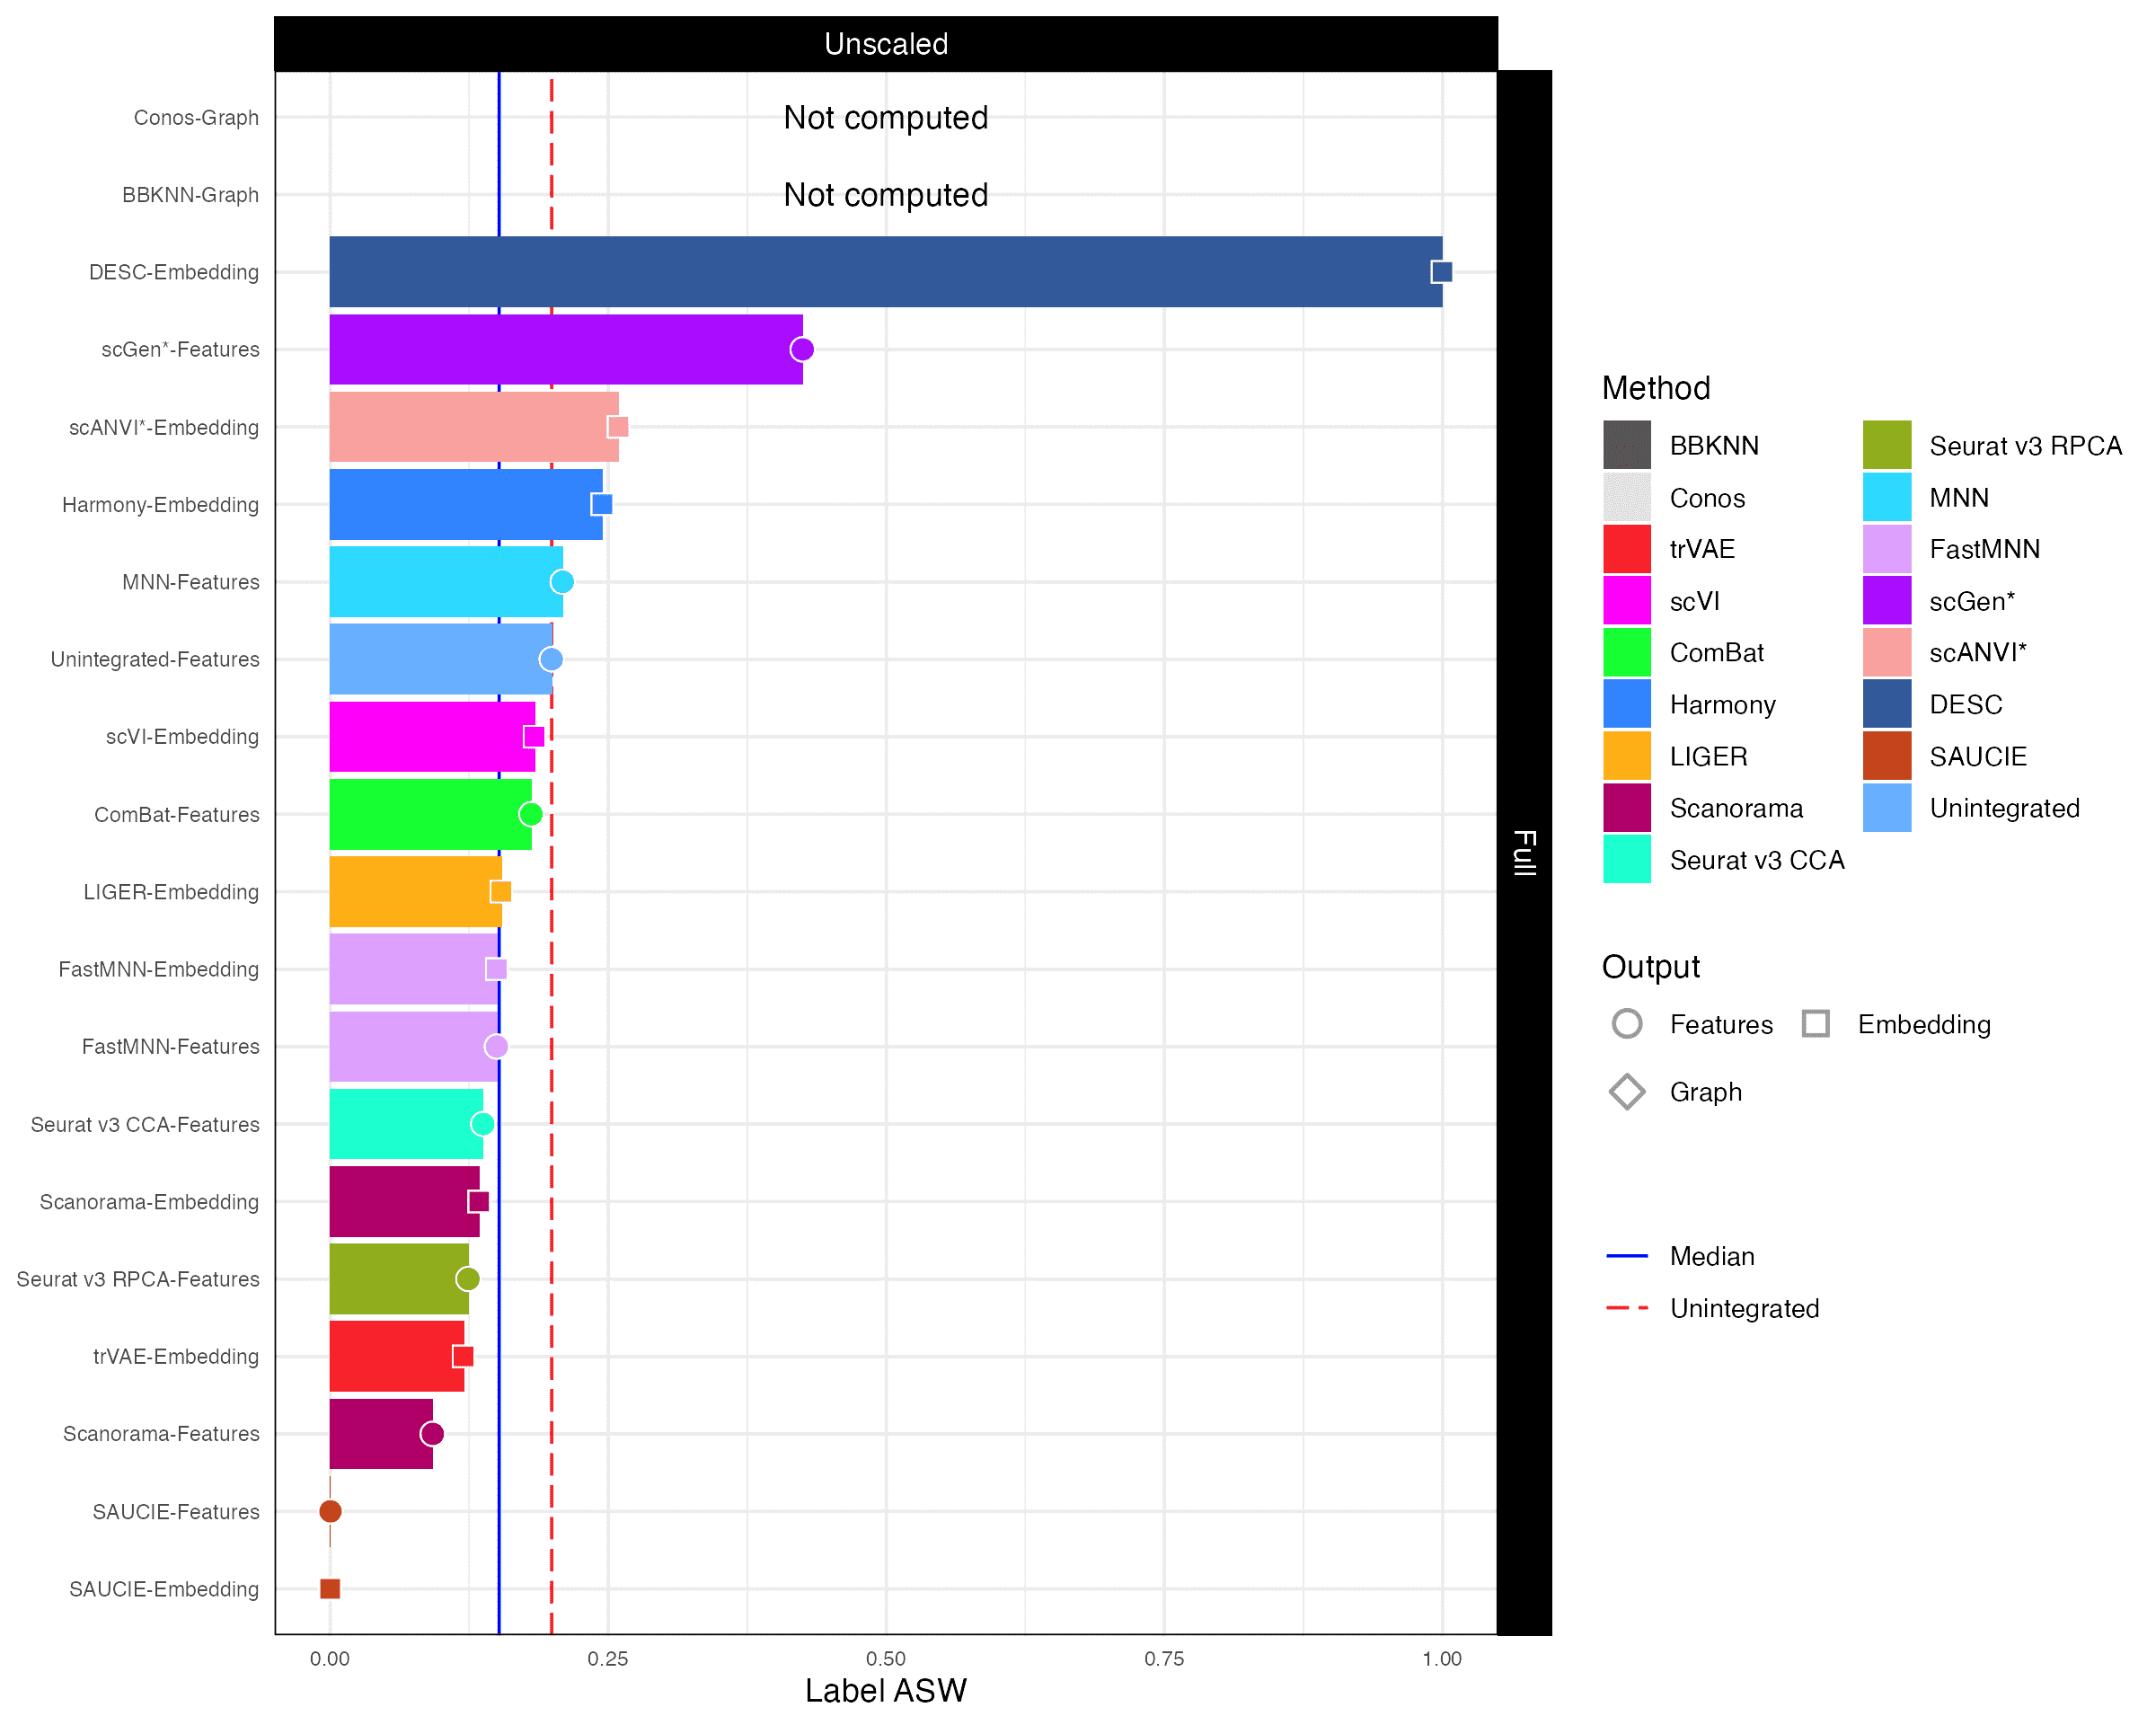 Unscaled
Conos-Graph
Not computed
BBKNN-Graph
Not computed
DESC-Embedding
scGen*-Features
scANVI*-Embedding
Harmony-Embedding
MNN-Features
Unintegrated-Features
scVI-Embedding
ComBat-Features
LIGER-Embedding
FastMNN-Embedding
FastMNN-Features
Seurat v3 CCA-Features
Scanorama-Embedding
Seurat v3 RPCA-Features
trVAE-Embedding
Scanorama-Features
SAUCIE-Features
SAUCIE-Embedding
0.00
0.25
0.50
0.75
1.00
Label ASW
Full
Method
BBKNN
Conos
trVAE
scVI
ComBat
Harmony
LIGER
Scanorama
Seurat v3 CCA
Seurat v3 RPCA
MNN
FastMNN
scGen*
scANVI*
DESC
SAUCIE
Unintegrated
Output
Features
Embedding
Graph
Median
Unintegrated